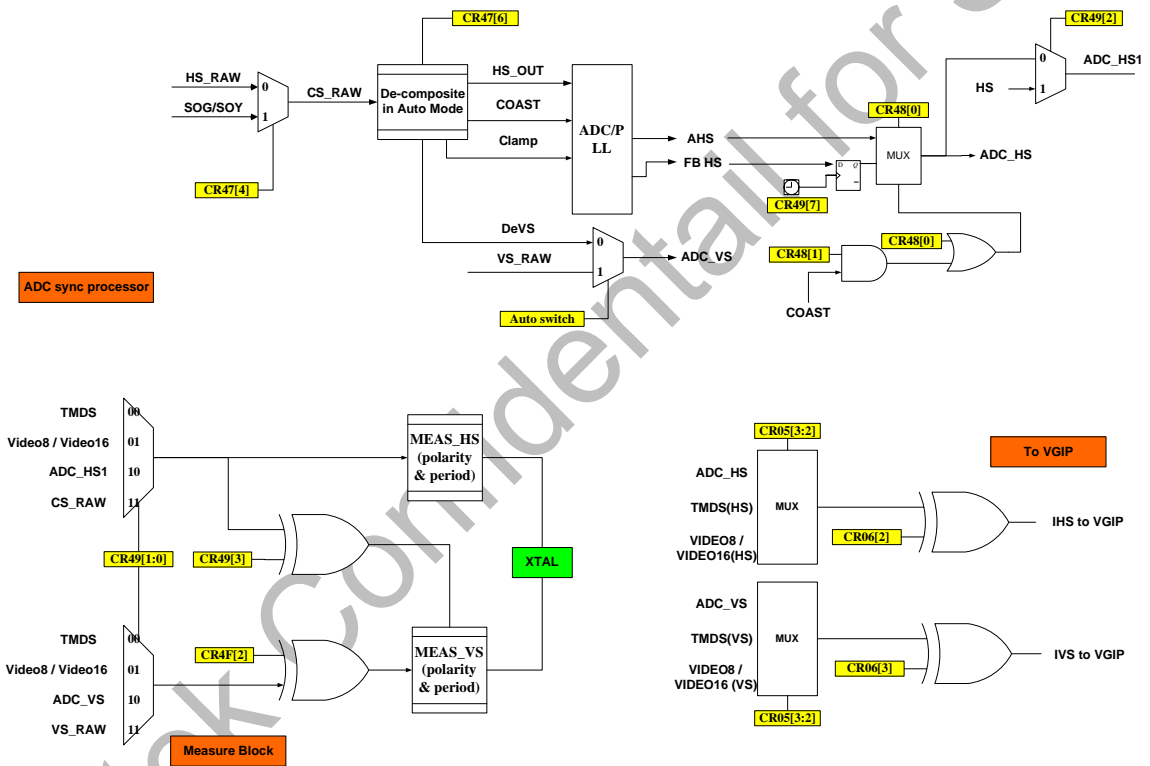 CR47[6]
CR49[2]
HS_RAW
0
SOG/SOY
1
CS_RAW
De-composite
in Auto Mode
HS_OUT
COAST
Clamp
ADC/P
LL
AHS
FB HS
D Q
CR49[7]
CR48[0]
MUX
ADC_HS
0
HS
1
ADC_HS1
CR47[4]
DeVS
0
VS_RAW
1
ADC_VS
Auto switch
CR48[0]
CR48[1]
COAST
ADC sync processor
TMDS
00
Video8 / Video16
01
ADC_HS1
10
CS_RAW
11
MEAS_HS
(polarity
& period)
CR49[1:0]
CR49[3]
XTAL
TMDS
00
Video8 / Video16
01
ADC_VS
10
VS_RAW
11
CR4F[2]
MEAS_VS
(polarity
& period)
Measure Block
CR05[3:2]
To VGIP
ADC_HS
TMDS(HS)
MUX
VIDEO8 /
VIDEO16(HS)
CR06[2]
IHS to VGIP
ADC_VS
TMDS(VS)
MUX
VIDEO8 /
VIDEO16 (VS)
CR06[3]
IVS to VGIP
CR05[3:2]
Confidentail for